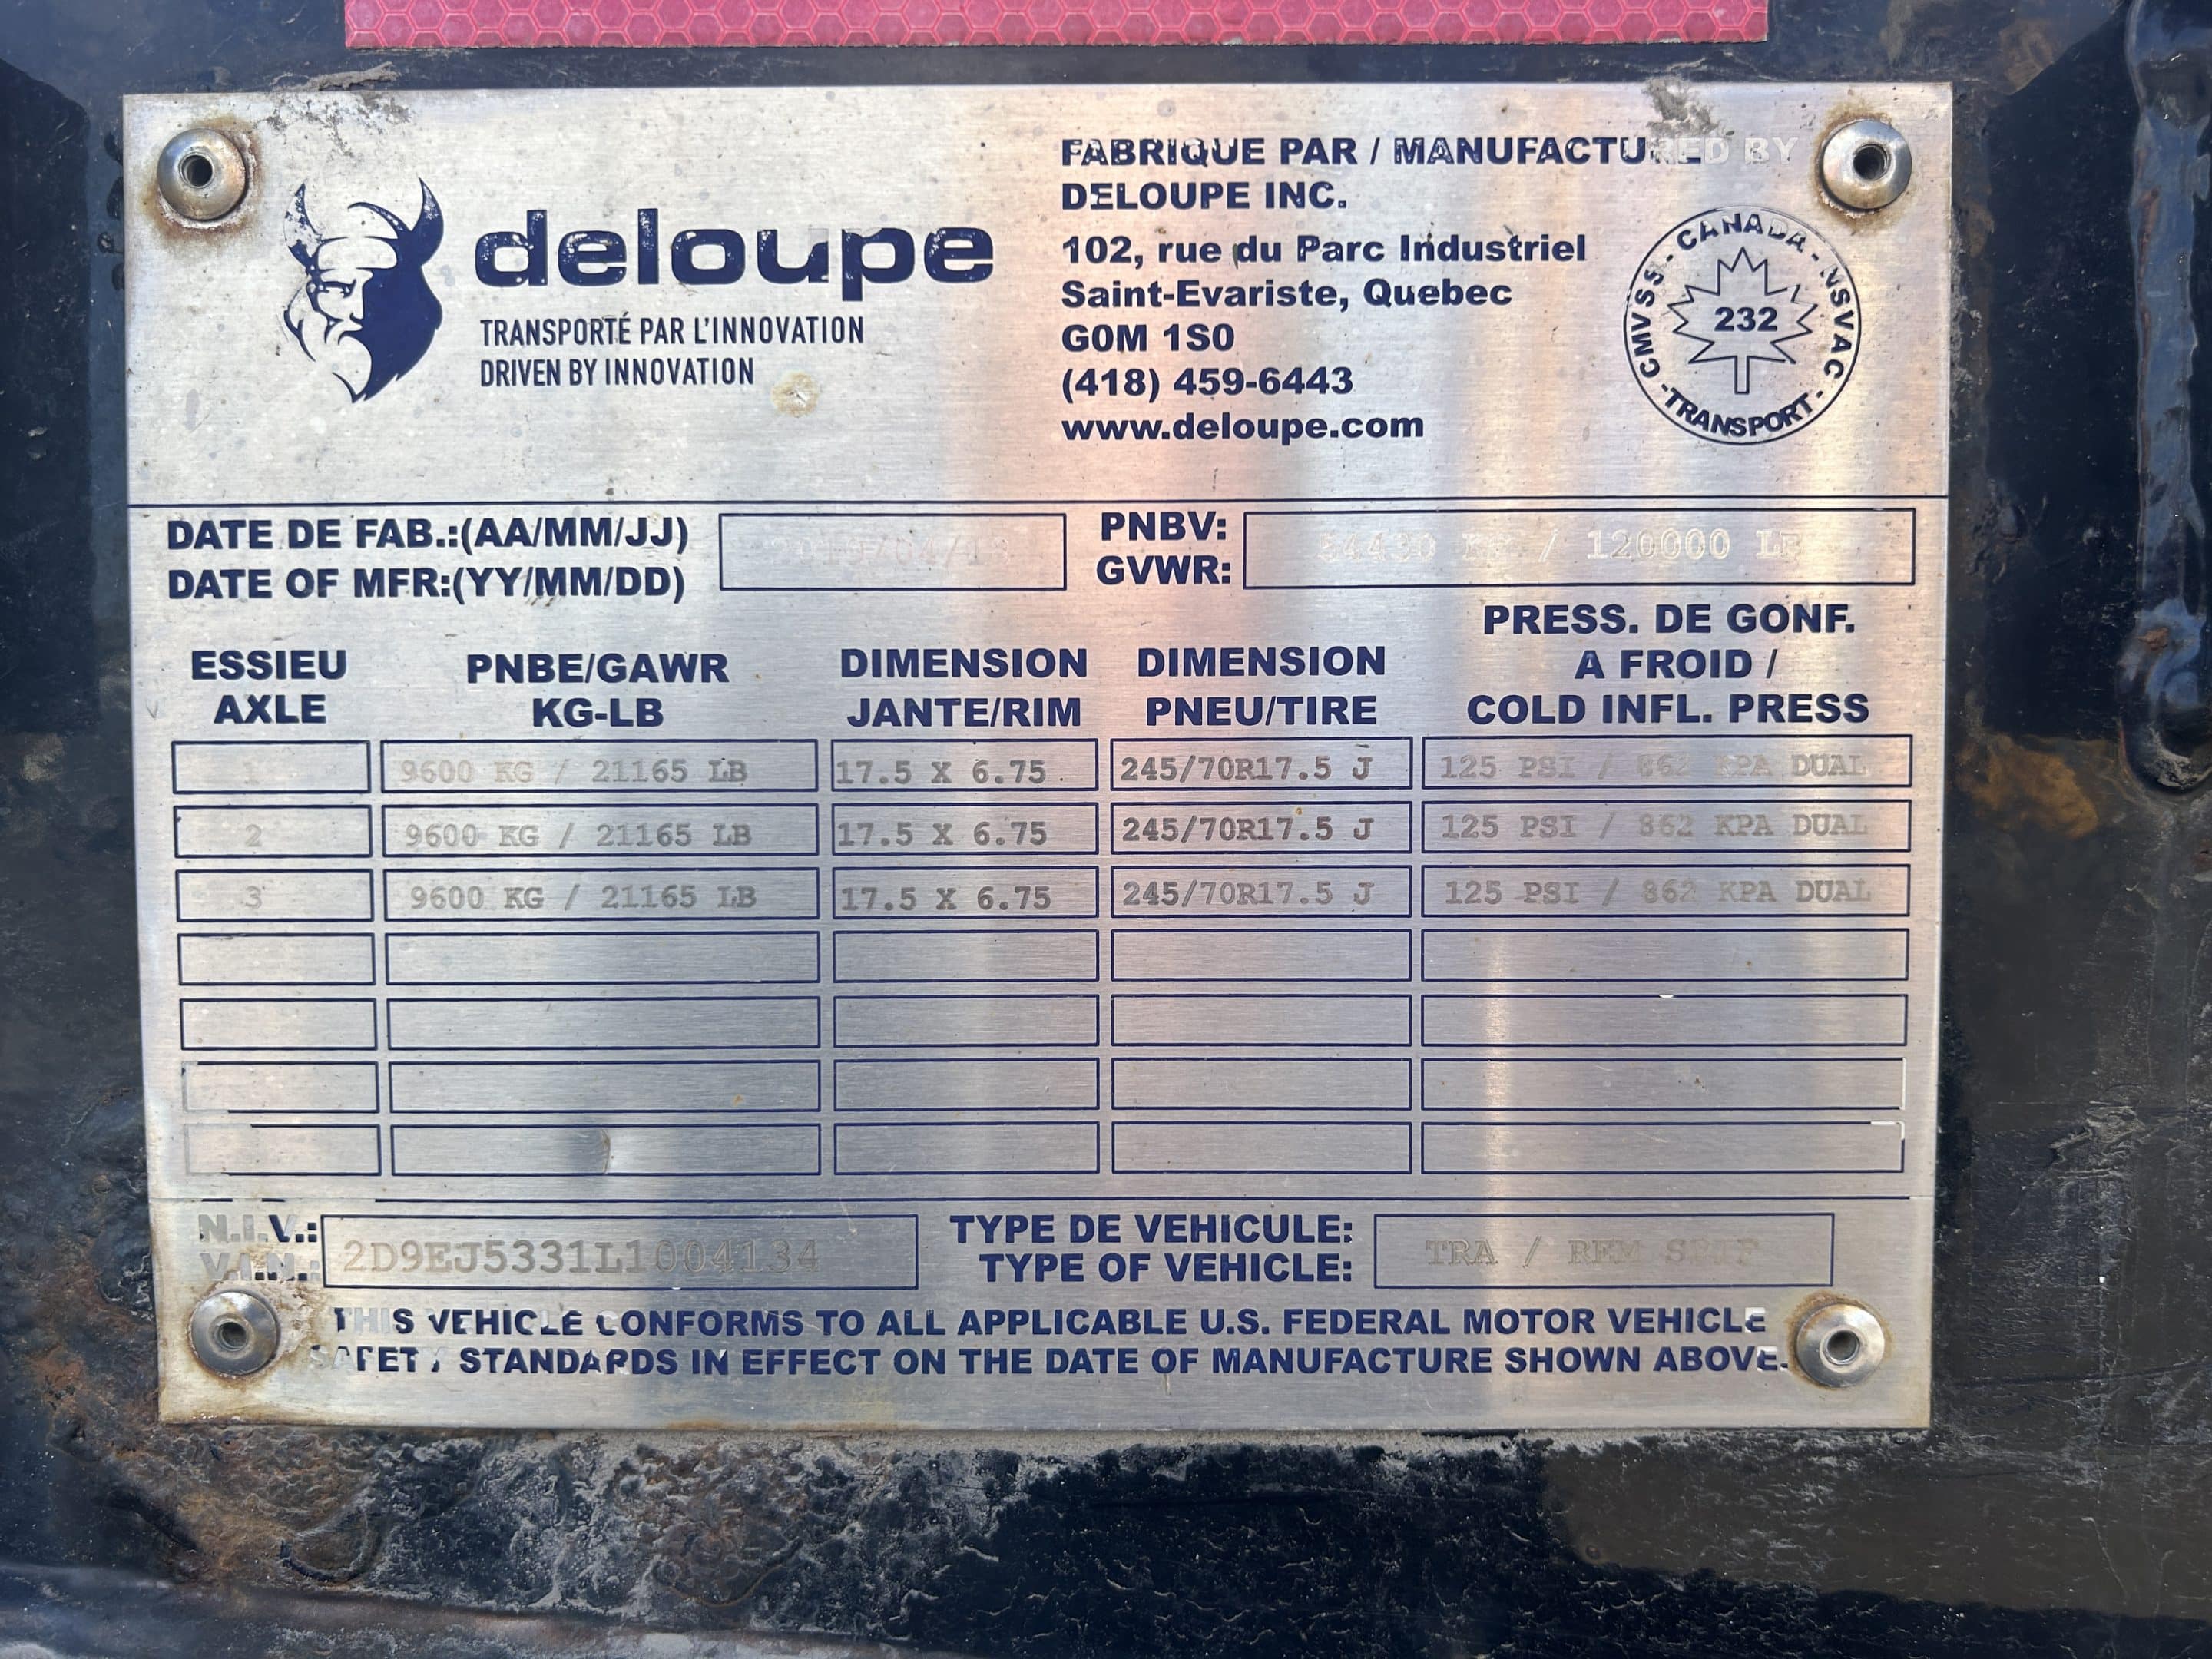 deloupe
TRANSPORTÉ PAR L'INNOVATION
DRIVEN BY INNOVATION
FABRIQUE PAR / MANUFACTURED BY
DELOUPE INC.
102, rue du Parc Industriel
Saint-Evariste, Quebec
G0M 1S0
(418) 459-6443
www.deloupe.com
CANADA - NSVAC - TRANSPORT - CMVSS -
232
DATE DE FAB.:(AA/MM/JJ)
DATE OF MFR:(YY/MM/DD)
PNBV:
GVWR:
54430 KG / 120000 LB
ESSIEU
AXLE
PNBE/GAWR
KG-LB
DIMENSION
JANTE/RIM
DIMENSION
PNEU/TIRE
PRESS. DE GONF.
A FROID /
COLD INFL. PRESS
1 9600 KG / 21165 LB 17.5 X 6.75 245/70R17.5 J 125 PSI / 862 KPA DUAL
2 9600 KG / 21165 LB 17.5 X 6.75 245/70R17.5 J 125 PSI / 862 KPA DUAL
3 9600 KG / 21165 LB 17.5 X 6.75 245/70R17.5 J 125 PSI / 862 KPA DUAL
N.I.V.:
V.I.N.:
2D9EJ5331L1004134
TYPE DE VEHICULE:
TYPE OF VEHICLE:
TRA / REM
THIS VEHICLE CONFORMS TO ALL APPLICABLE U.S. FEDERAL MOTOR VEHICLE
SAFETY STANDARDS IN EFFECT ON THE DATE OF MANUFACTURE SHOWN ABOVE.